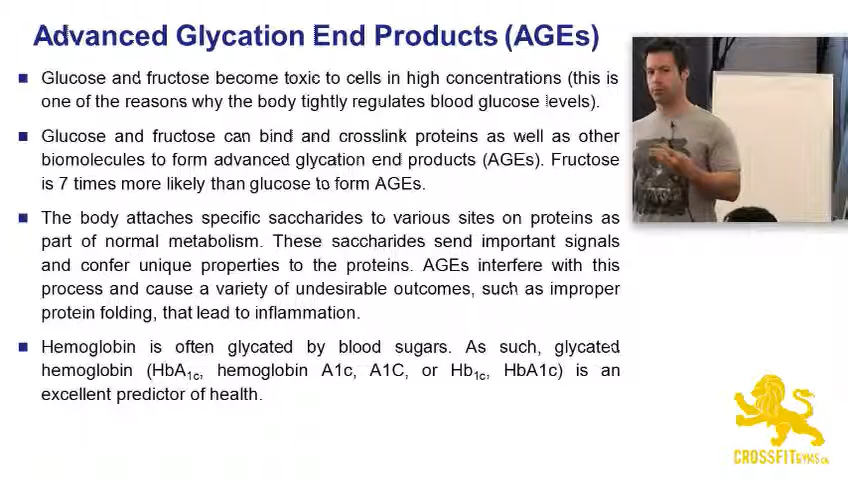 Advanced Glycation End Products (AGEs)
Glucose and fructose become toxic to cells in high concentrations (this is
one of the reasons why the body tightly regulates blood glucose levels).
Glucose and fructose can bind and crosslink proteins as well as other
biomolecules to form advanced glycation end products (AGEs). Fructose
is 7 times more likely than glucose to form AGEs.
The body attaches specific saccharides to various sites on proteins as
part of normal metabolism. These saccharides send important signals
and confer unique properties to the proteins. AGEs interfere with this
process and cause a variety of undesirable outcomes, such as improper
protein folding, that lead to inflammation.
Hemoglobin is often glycated by blood sugars. As such, glycated
hemoglobin (HbA1c, hemoglobin A1c, A1C, or Hb1c, HbA1c) is an
excellent predictor of health.
CROSSFITGYMS.CA